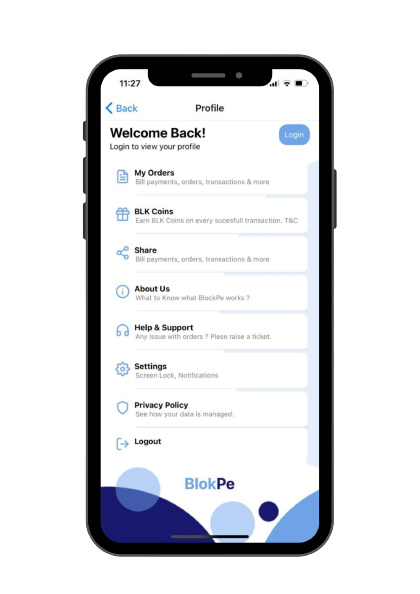 11:27
Back
Profile
Welcome Back!
Login
Login to view your profile
My Orders
Bill payments, orders, transactions & more
BLK Coins
Earn BLK Coins on every sucesfull transaction. T&C
Share
Bill payments, orders, transactions & more
About Us
What to Know what BlockPe works ?
Help & Support
Any Issue with orders ? Plese raise a ticket.
Settings
Screen Lock, Notifications
Privacy Policy
See how your data is managed.
Logout
BlokPe